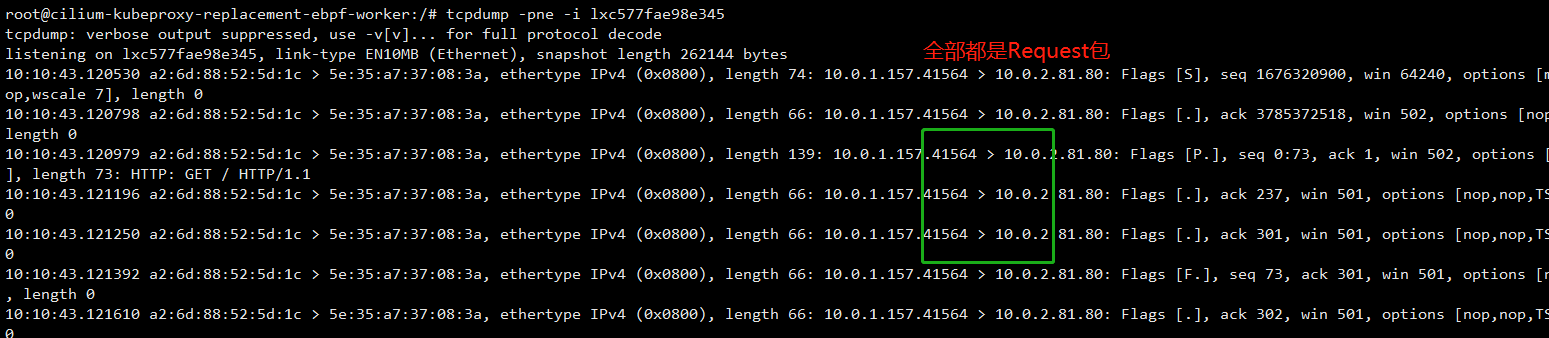 root@cilium-kubeproxy-replacement-ebpf-worker:/# tcpdump -pne -i lxc577fae98e345
tcpdump: verbose output suppressed, use -v[v]... for full protocol decode
listening on lxc577fae98e345, link-type EN10MB (Ethernet), snapshot length 262144 bytes
全部都是Request包
10:10:43.120530 a2:6d:88:52:5d:1c > 5e:35:a7:37:08:3a, ethertype IPv4 (0x0800), length 74: 10.0.1.157.41564 > 10.0.2.81.80: Flags [S], seq 1676320900, win 64240, options [m
op,wscale 7], length 0
10:10:43.120798 a2:6d:88:52:5d:1c > 5e:35:a7:37:08:3a, ethertype IPv4 (0x0800), length 66: 10.0.1.157.41564 > 10.0.2.81.80: Flags [.], ack 3785372518, win 502, options [nop
length 0
10:10:43.120979 a2:6d:88:52:5d:1c > 5e:35:a7:37:08:3a, ethertype IPv4 (0x0800), length 139: 10.0.1.157.41564 > 10.0.2.81.80: Flags [P.], seq 0:73, ack 1, win 502, options [
], length 73: HTTP: GET / HTTP/1.1
10:10:43.121196 a2:6d:88:52:5d:1c > 5e:35:a7:37:08:3a, ethertype IPv4 (0x0800), length 66: 10.0.1.157.41564 > 10.0.2.81.80: Flags [.], ack 237, win 501, options [nop,nop,TS
0
10:10:43.121250 a2:6d:88:52:5d:1c > 5e:35:a7:37:08:3a, ethertype IPv4 (0x0800), length 66: 10.0.1.157.41564 > 10.0.2.81.80: Flags [.], ack 301, win 501, options [nop,nop,TS
0
10:10:43.121392 a2:6d:88:52:5d:1c > 5e:35:a7:37:08:3a, ethertype IPv4 (0x0800), length 66: 10.0.1.157.41564 > 10.0.2.81.80: Flags [F.], seq 73, ack 301, win 501, options [n
, length 0
10:10:43.121610 a2:6d:88:52:5d:1c > 5e:35:a7:37:08:3a, ethertype IPv4 (0x0800), length 66: 10.0.1.157.41564 > 10.0.2.81.80: Flags [.], ack 302, win 501, options [nop,nop,TS
0